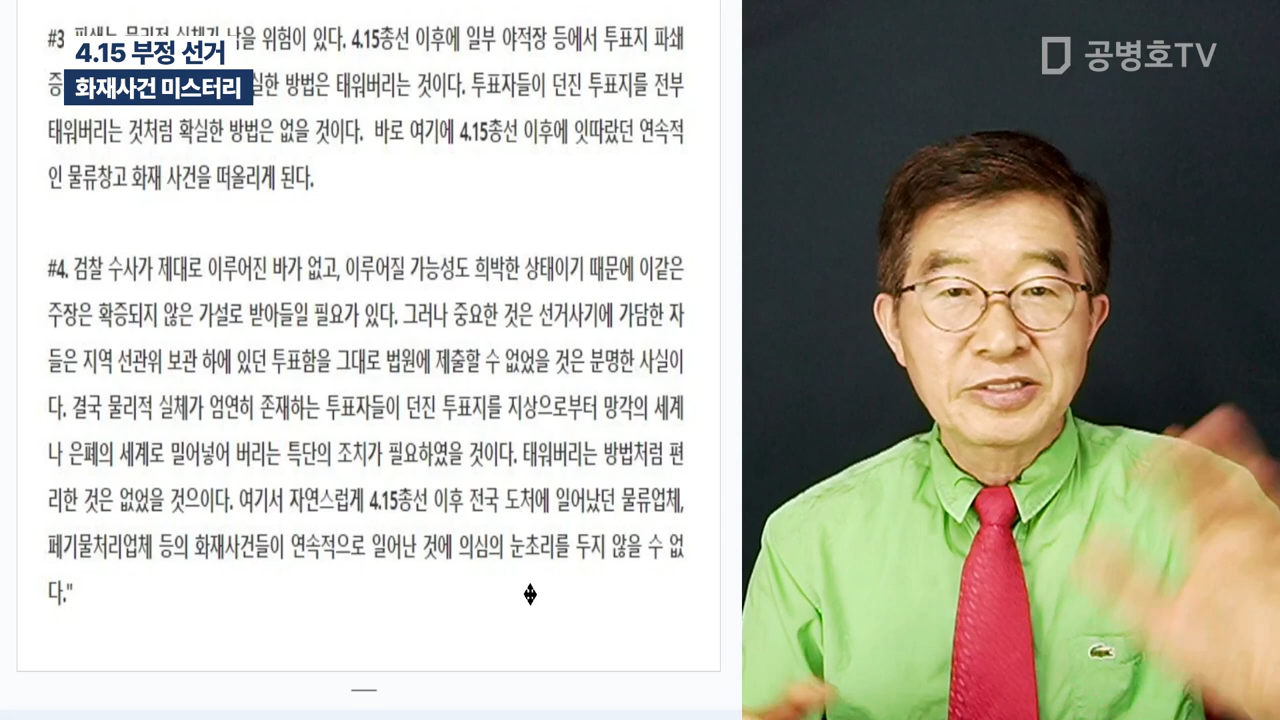 #3
을 위험이 있다. 4.15총선 이후에 일부 야적장 등에서 투표지 파쇄
4.15 부정 선거
화재사건 미스터리
증
실한 방법은 태워버리는 것이다. 투표자들이 던진 투표지를 전부
태워버리는 것처럼 확실한 방법은 없을 것이다. 바로 여기에 4.15총선 이후에 잇따랐던 연속적
인 물류창고 화재 사건을 떠올리게 된다.
#4. 검찰 수사가 제대로 이루어진 바가 없고, 이루어질 가능성도 희박한 상태이기 때문에 이같은
주장은 확증되지 않은 가설로 받아들일 필요가 있다. 그러나 중요한 것은 선거사기에 가담한 자
들은 지역 선관위 보관 하에 있던 투표함을 그대로 법원에 제출할 수 없었을 것은 분명한 사실이
다. 결국 물리적 실체가 엄연히 존재하는 투표자들이 던진 투표지를 지상으로부터 망각의 세계
나 은폐의 세계로 밀어넣어 버리는 특단의 조치가 필요하였을 것이다. 태워버리는 방법처럼 편
리한 것은 없었을 것으이다. 여기서 자연스럽게 4.15총선 이후 전국 도처에 일어났던 물류업체,
폐기물처리업체 등의 화재사건들이 연속적으로 일어난 것에 의심의 눈초리를 두지 않을 수 없
다."
공병호TV